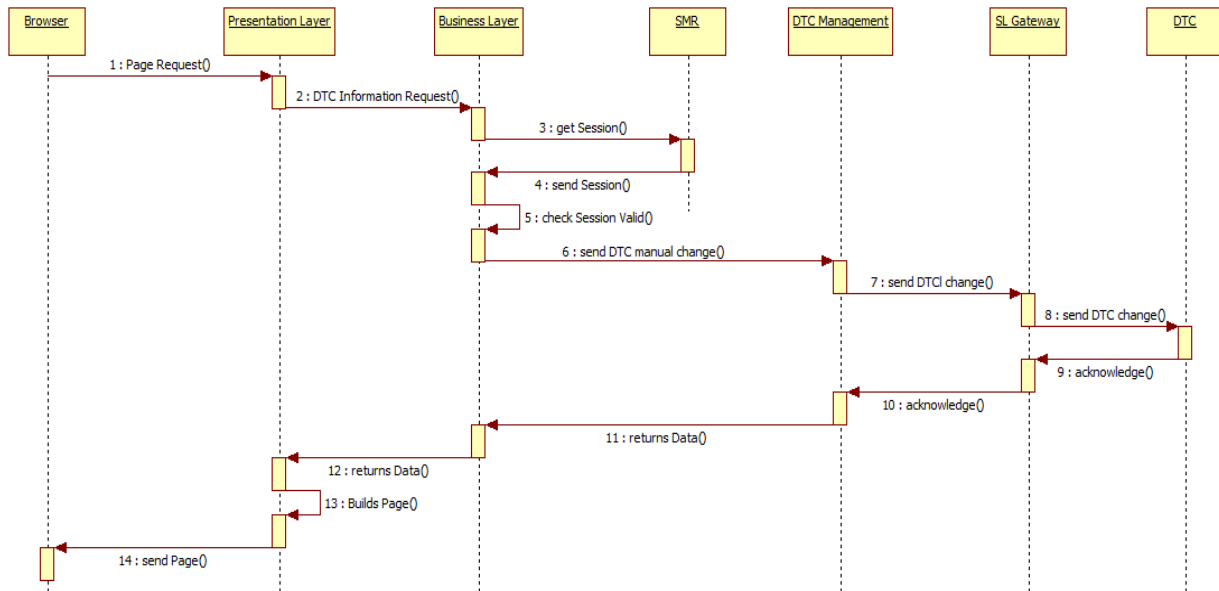 Browser
Presentation Layer
Business Layer
SMR
DTC Management
SL Gateway
DTC
1 : Page Request()
2 : DTC Information Request()
3 : get Session()
4 : send Session()
5 : check Session Valid()
6 : send DTC manual change()
7 : send DTCl change()
8 : send DTC change()
9 : acknowledge()
10 : acknowledge()
11 : returns Data()
12 : returns Data()
13 : Builds Page()
14 : send Page()